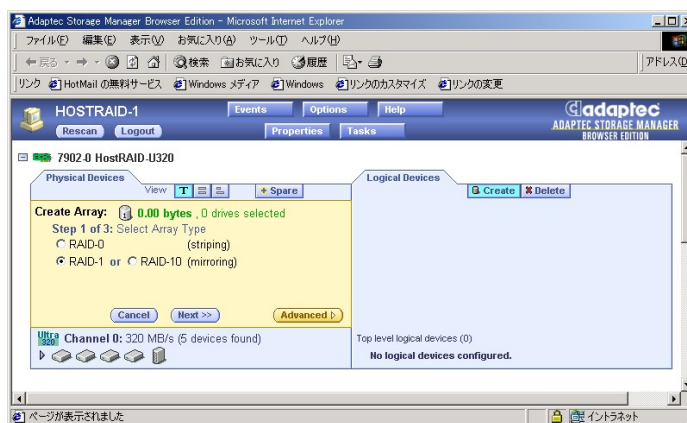 Adaptec Storage Manager Browser Edition - Microsoft Internet Explorer
ファイル(F) 編集(E) 表示(V) お気に入り(A) ツール(T) ヘルプ(H)
戻る 検索 お気に入り 履歴 アドレス(D
リンク HotMail の無料サービス Windows メディア Windows リンクのカスタマイズ リンクの変更
HOSTRAID-1 Events Options Help adaptec
Rescan Logout Properties Tasks ADAPTEC STORAGE MANAGER
BROWSER EDITION
7902-0 HostRAID-U320
Physical Devices Logical Devices
View T + Spare Create Delete
Create Array: 0.00 bytes , 0 drives selected
Step 1 of 3: Select Array Type
RAID-0 (striping)
RAID-1 or RAID-10 (mirroring)
Cancel Next >> Advanced
Ultra 320 Channel 0: 320 MB/s (5 devices found) Top level logical devices (0)
No logical devices configured.
ページが表示されました イントラネット